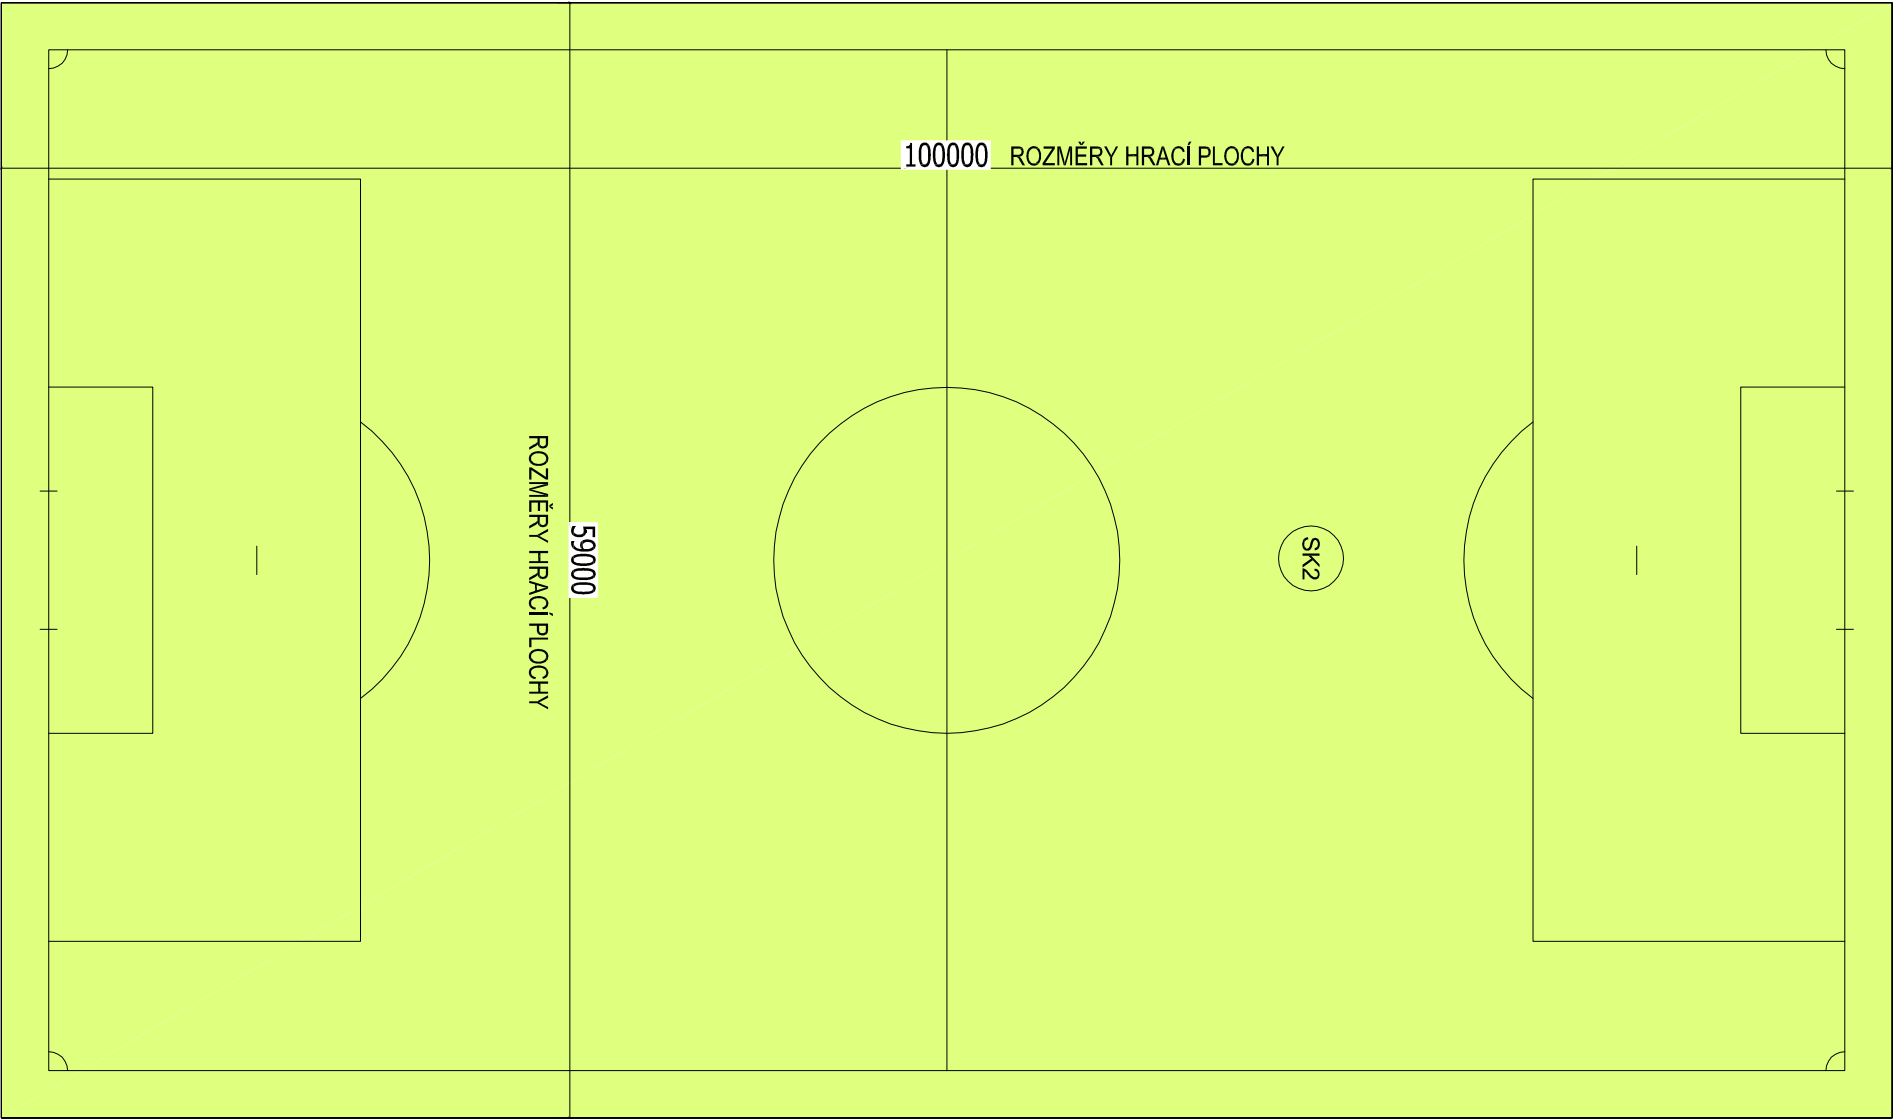 100000 ROZMĚRY HRACÍ PLOCHY
ROZMĚRY HRACÍ PLOCHY
59000
SK2